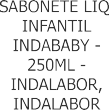 SABONETE LIQ
INFANTIL
INDABABY -
250ML -
INDALABOR,
INDALABOR